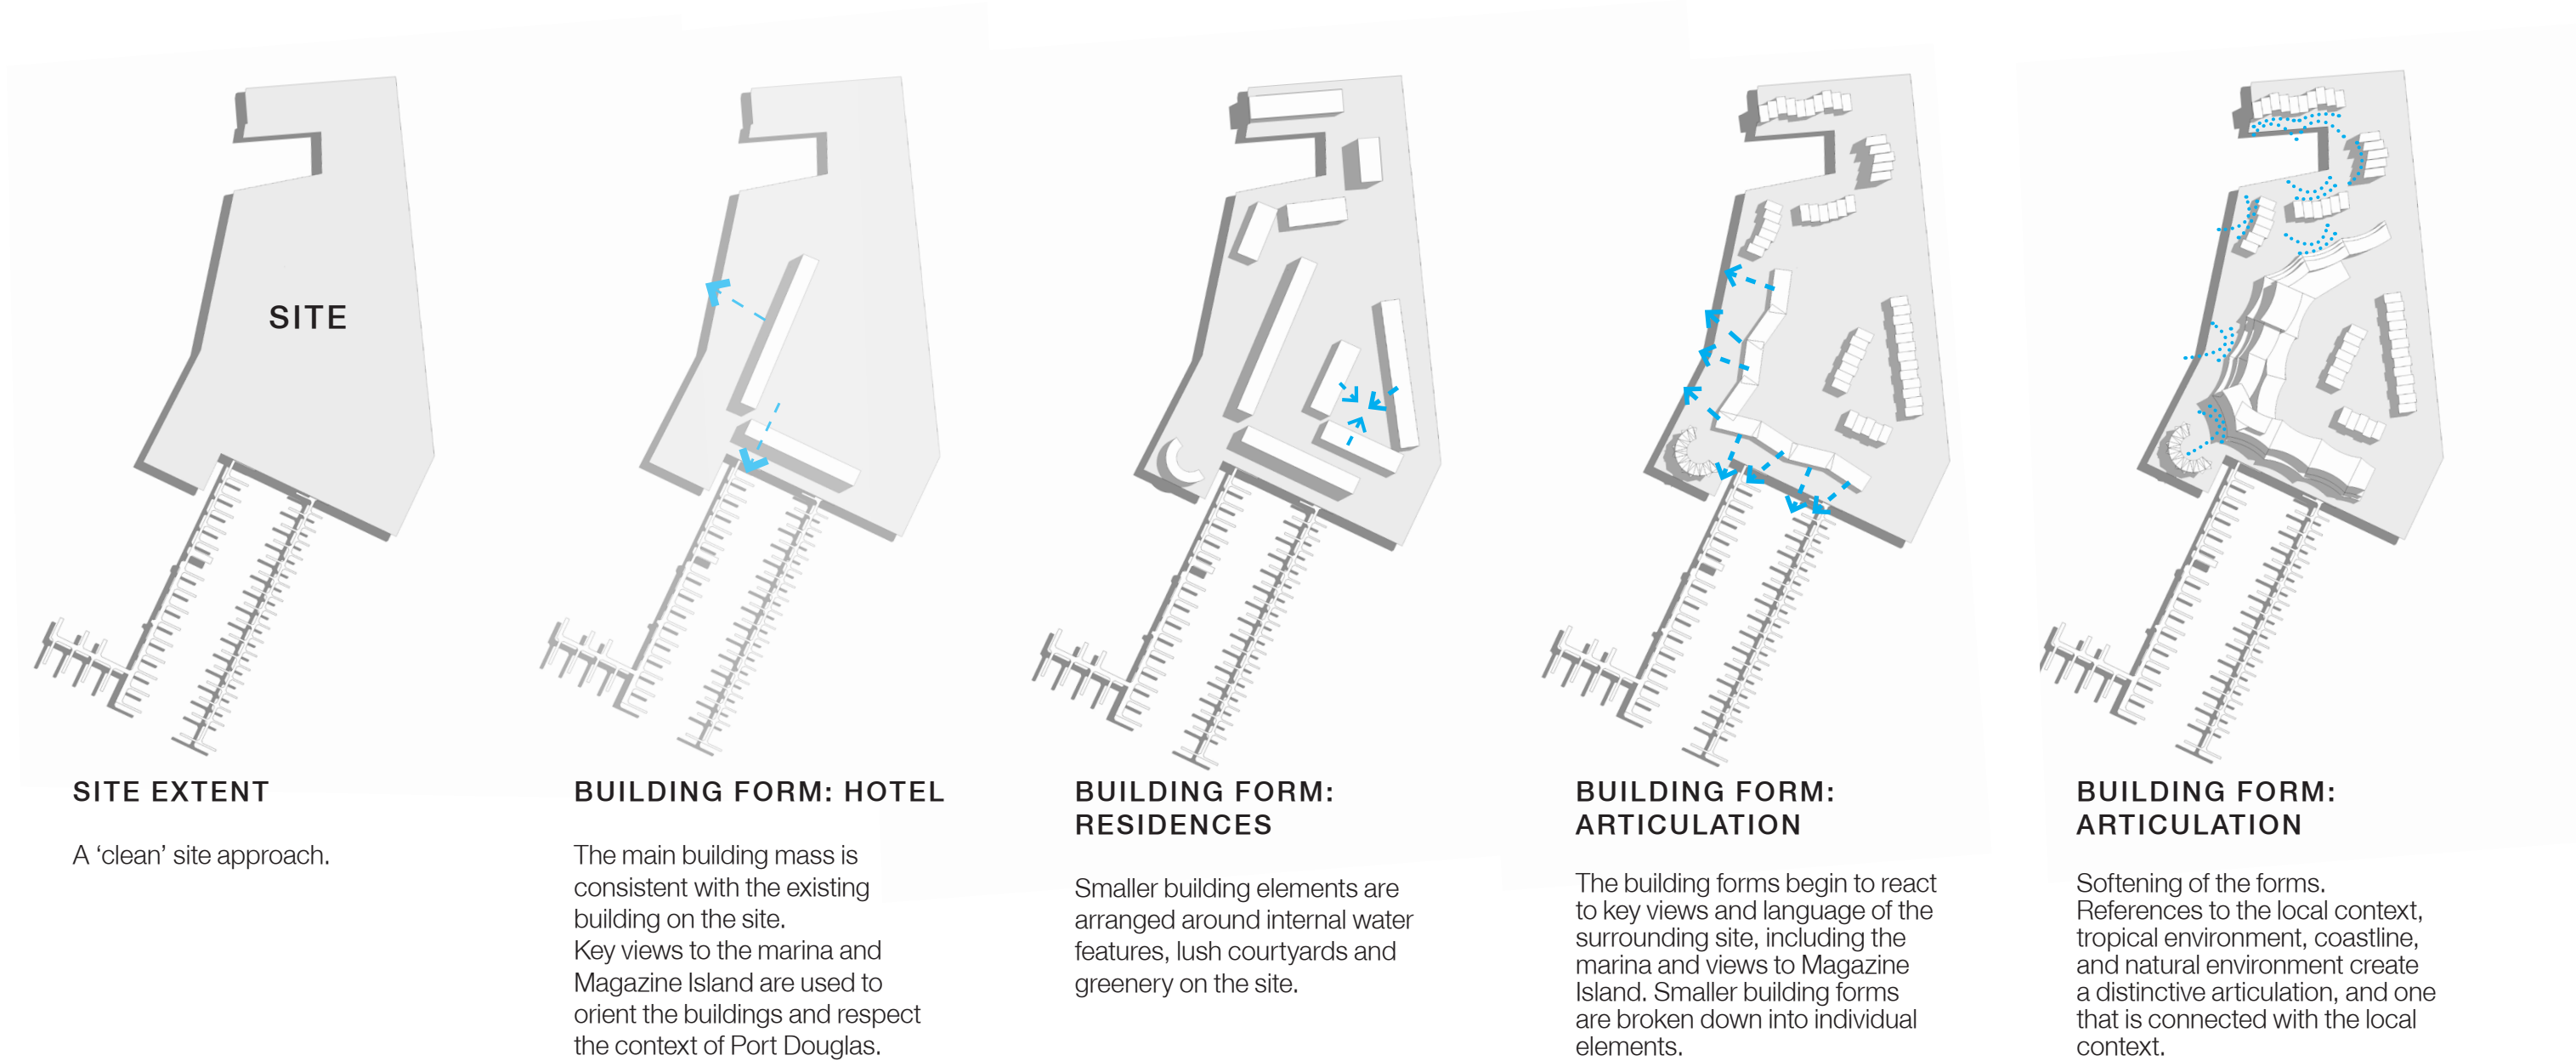 SITE
SITE EXTENT
A ‘clean’ site approach.
BUILDING FORM: HOTEL
The main building mass is
consistent with the existing
building on the site.
Key views to the marina and
Magazine Island are used to
orient the buildings and respect
the context of Port Douglas.
BUILDING FORM:
RESIDENCES
Smaller building elements are
arranged around internal water
features, lush courtyards and
greenery on the site.
BUILDING FORM:
ARTICULATION
The building forms begin to react
to key views and language of the
surrounding site, including the
marina and views to Magazine
Island. Smaller building forms
are broken down into individual
elements.
BUILDING FORM:
ARTICULATION
Softening of the forms.
References to the local context,
tropical environment, coastline,
and natural environment create
a distinctive articulation, and one
that is connected with the local
context.